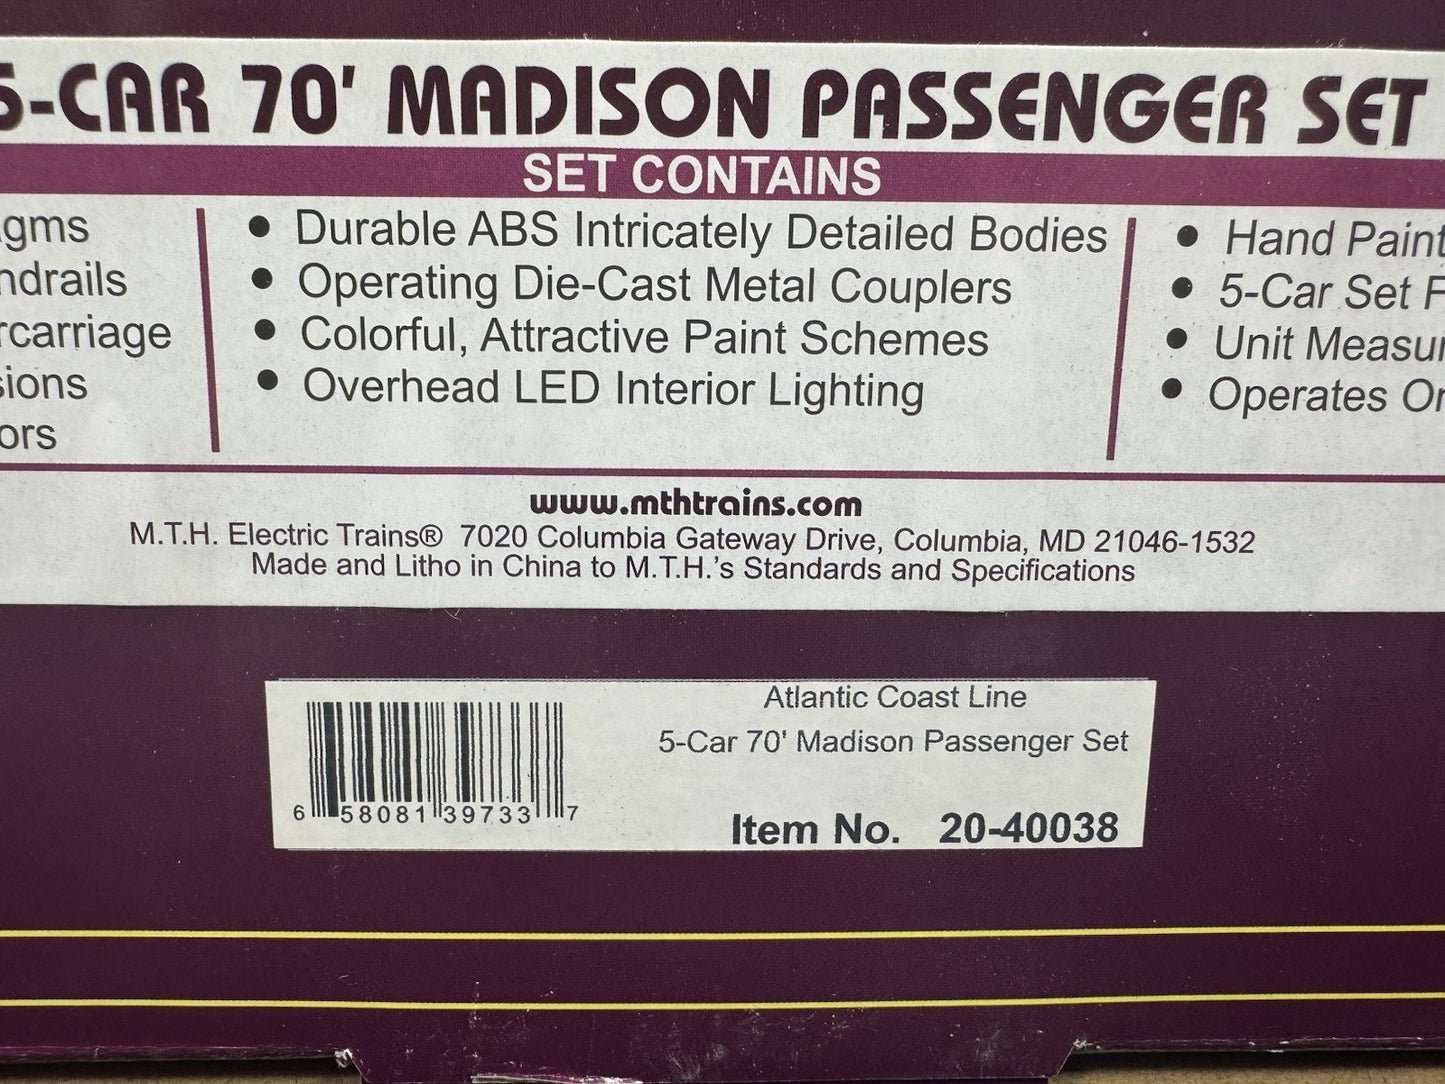 5-CAR 70' MADISON PASSENGER SET
SET CONTAINS
gms
ndrails
rcarriage
sions
ors
• Durable ABS Intricately Detailed Bodies
• Operating Die-Cast Metal Couplers
• Colorful, Attractive Paint Schemes
• Overhead LED Interior Lighting
• Hand Paint
• 5-Car Set F
• Unit Measur
• Operates On
www.mthtrains.com
M.T.H. Electric Trains® 7020 Columbia Gateway Drive, Columbia, MD 21046-1532
Made and Litho in China to M.T.H.'s Standards and Specifications
Atlantic Coast Line
5-Car 70' Madison Passenger Set
6 58081 39733 7
Item No. 20-40038